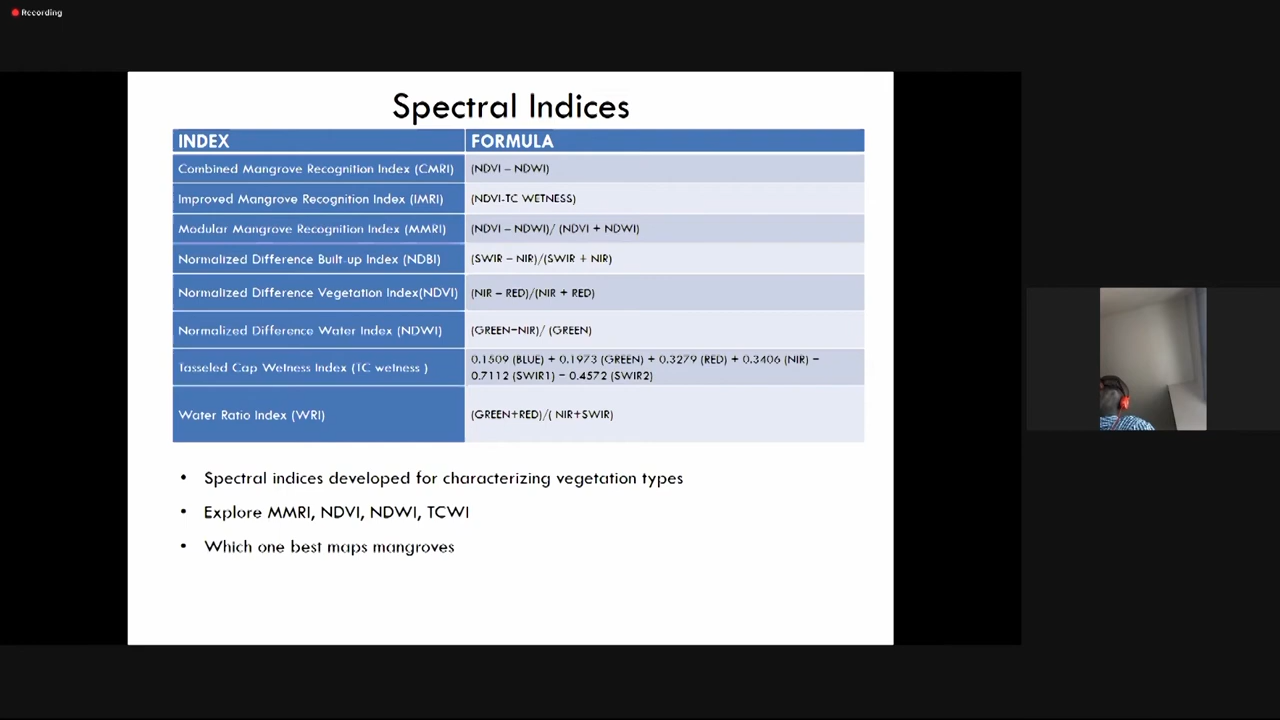 Recording
Spectral Indices
INDEX FORMULA
Combined Mangrove Recognition Index (CMRI) (NDVI – NDWI)
Improved Mangrove Recognition Index (IMRI) (NDVI-TC WETNESS)
Modular Mangrove Recognition Index (MMRI) (NDVI – NDWI)/ (NDVI + NDWI)
Normalized Difference Built-up Index (NDBI) (SWIR – NIR)/(SWIR + NIR)
Normalized Difference Vegetation Index(NDVI) (NIR – RED)/(NIR + RED)
Normalized Difference Water Index (NDWI) (GREEN–NIR)/ (GREEN)
Tasseled Cap Wetness Index (TC wetness ) 0.1509 (BLUE) + 0.1973 (GREEN) + 0.3279 (RED) + 0.3406 (NIR) –
0.7112 (SWIR1) – 0.4572 (SWIR2)
Water Ratio Index (WRI) (GREEN+RED)/( NIR+SWIR)
• Spectral indices developed for characterizing vegetation types
• Explore MMRI, NDVI, NDWI, TCWI
• Which one best maps mangroves